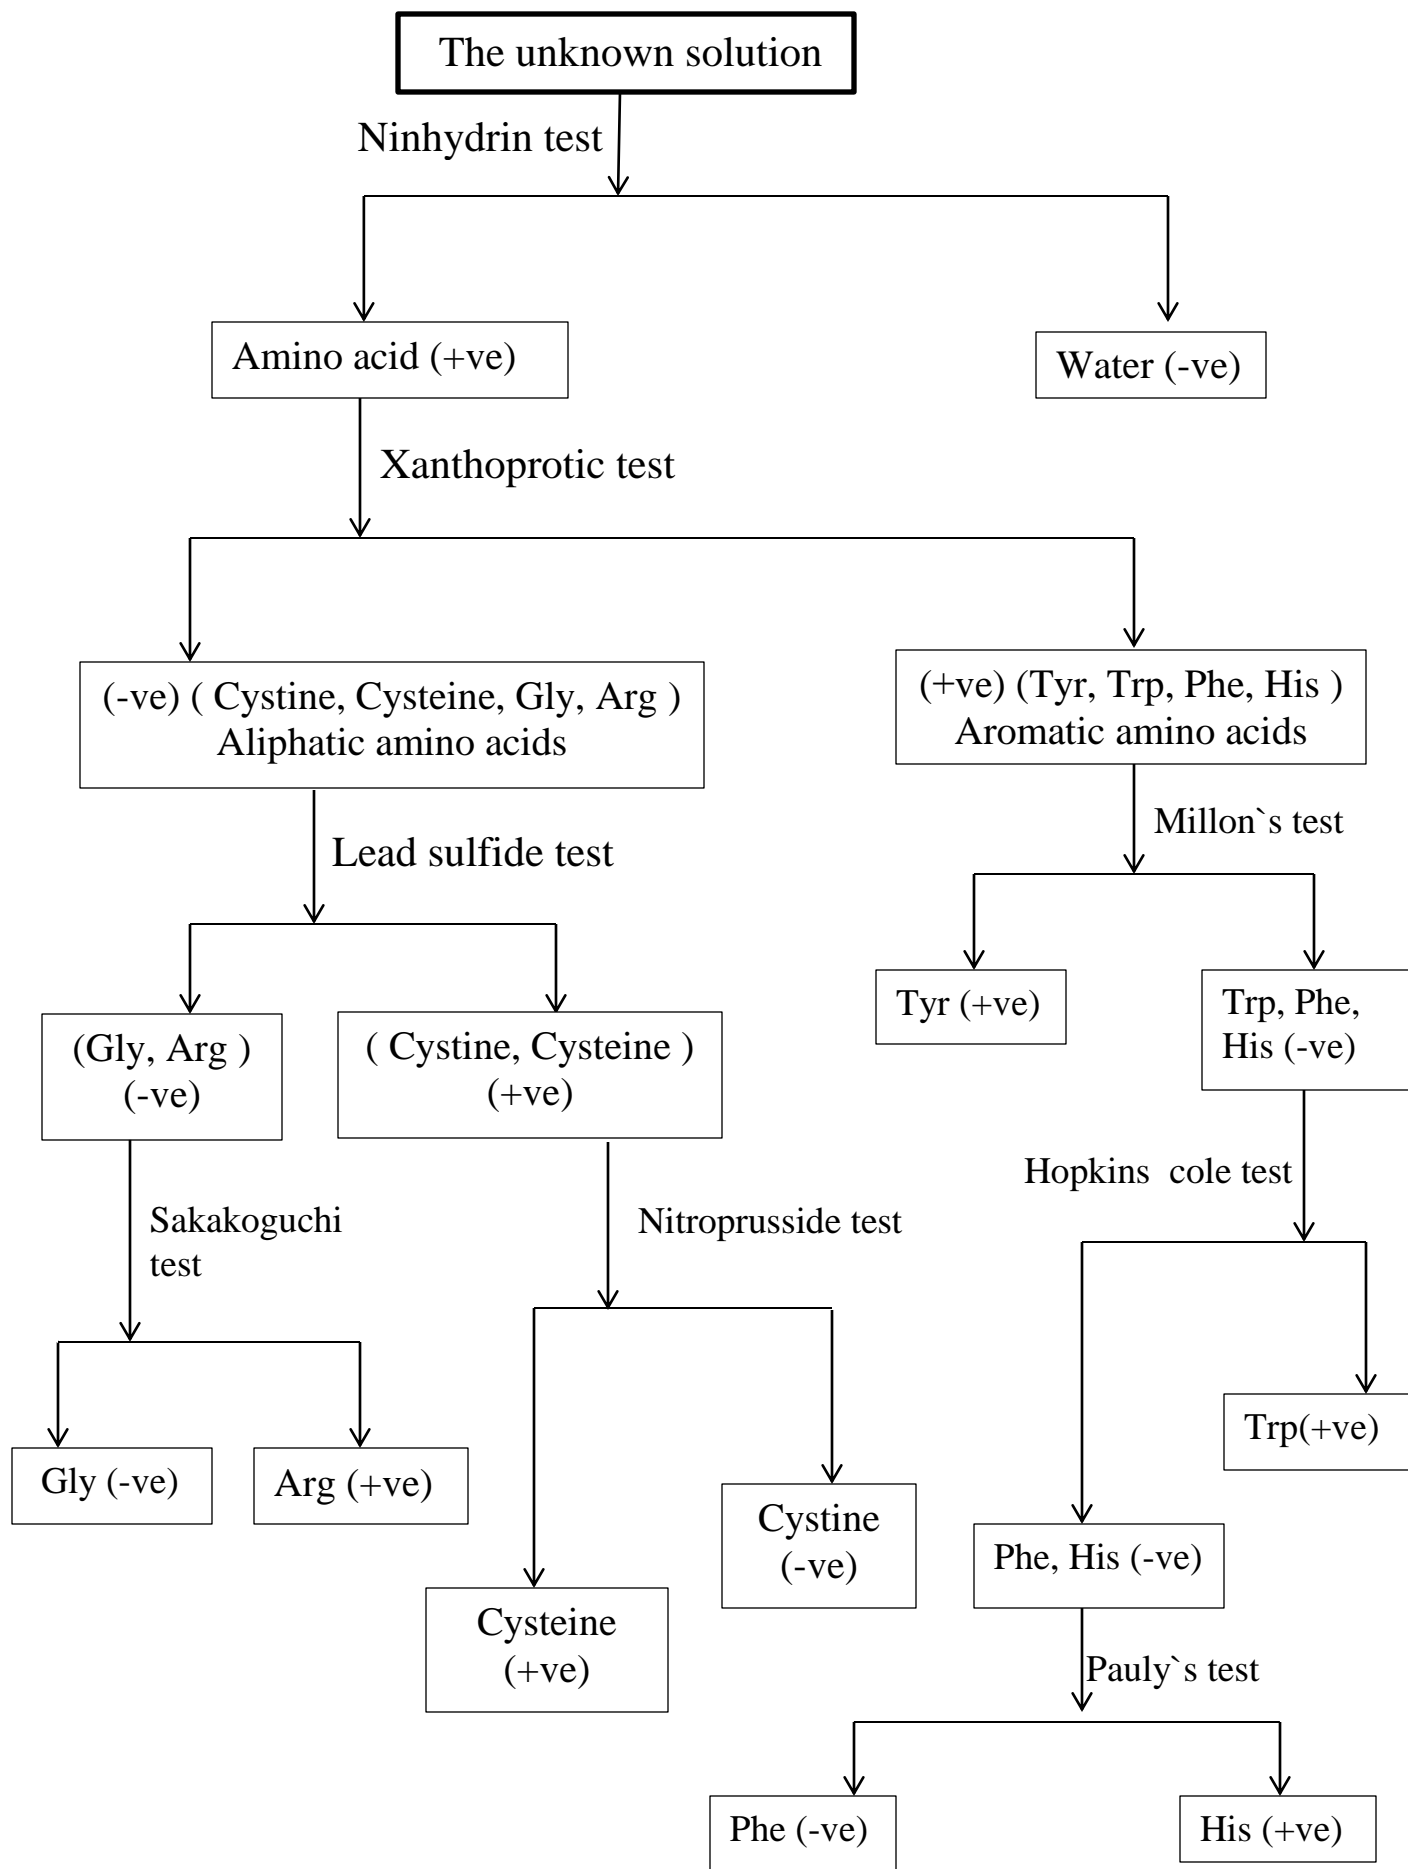 The unknown solution
Ninhydrin test
Amino acid (+ve)
Water (-ve)
Xanthoprotic test
(-ve) ( Cystine, Cysteine, Gly, Arg )
Aliphatic amino acids
(+ve) (Tyr, Trp, Phe, His )
Aromatic amino acids
Lead sulfide test
Millon`s test
(Gly, Arg )
(-ve)
( Cystine, Cysteine )
(+ve)
Tyr (+ve)
Trp, Phe,
His (-ve)
Sakakoguchi
test
Nitroprusside test
Hopkins  cole test
Gly (-ve)
Arg (+ve)
Cysteine
(+ve)
Cystine
(-ve)
Phe, His (-ve)
Trp(+ve)
Pauly`s test
Phe (-ve)
His (+ve)